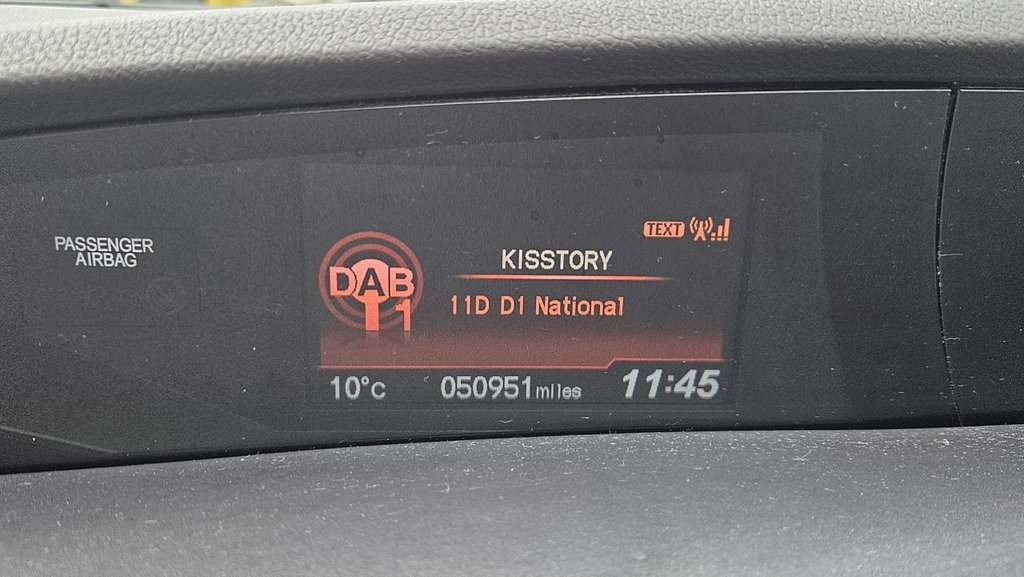 PASSENGER
AIRBAG
TEXT
KISSTORY
DAB
1
11D D1 National
10°C 050951miles 11:45